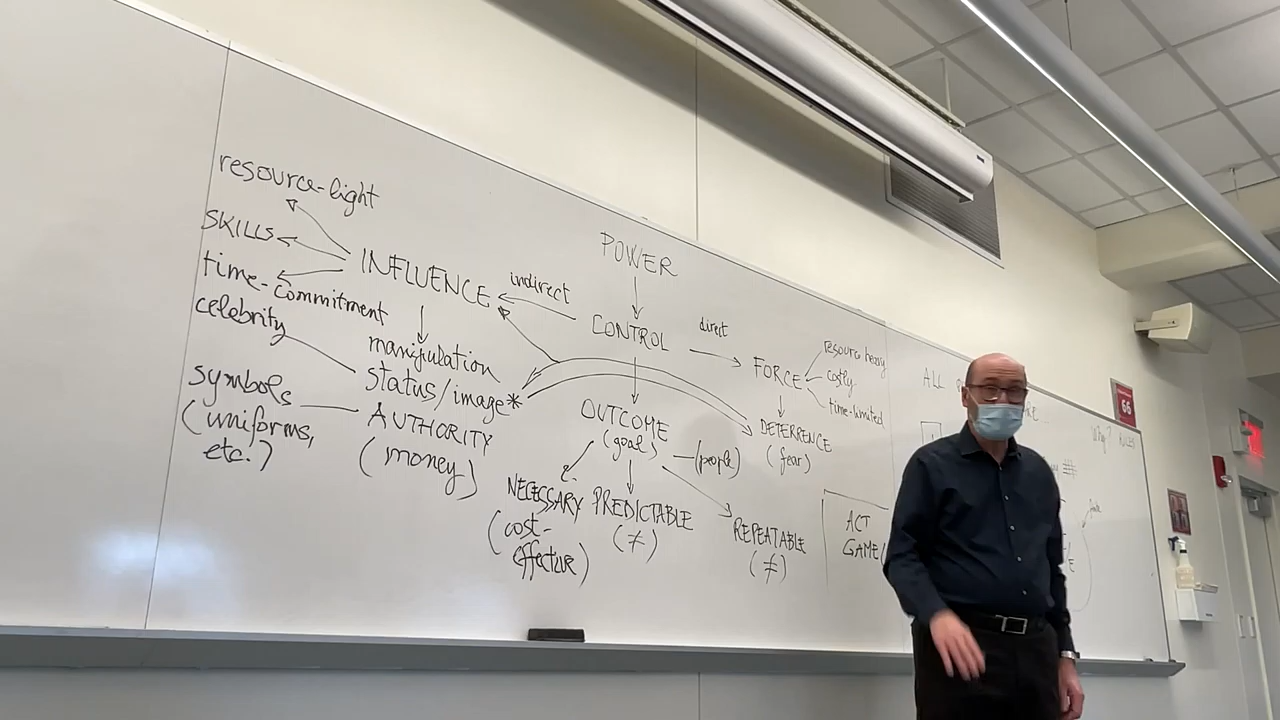 POWER
CONTROL
indirect
direct
INFLUENCE
resource-light
SKILLS
time-commitment
celebrity
symbols
(uniforms,
etc.)
manipulation
status/image*
AUTHORITY
(money)
FORCE
resource heavy
costly
time-limited
DETERRENCE
(fear)
OUTCOME
(goal)
(people)
NECESSARY
(cost-
effective)
PREDICTABLE
(≠)
REPEATABLE
(≠)
ACT
GAME
ALL
Why?
66